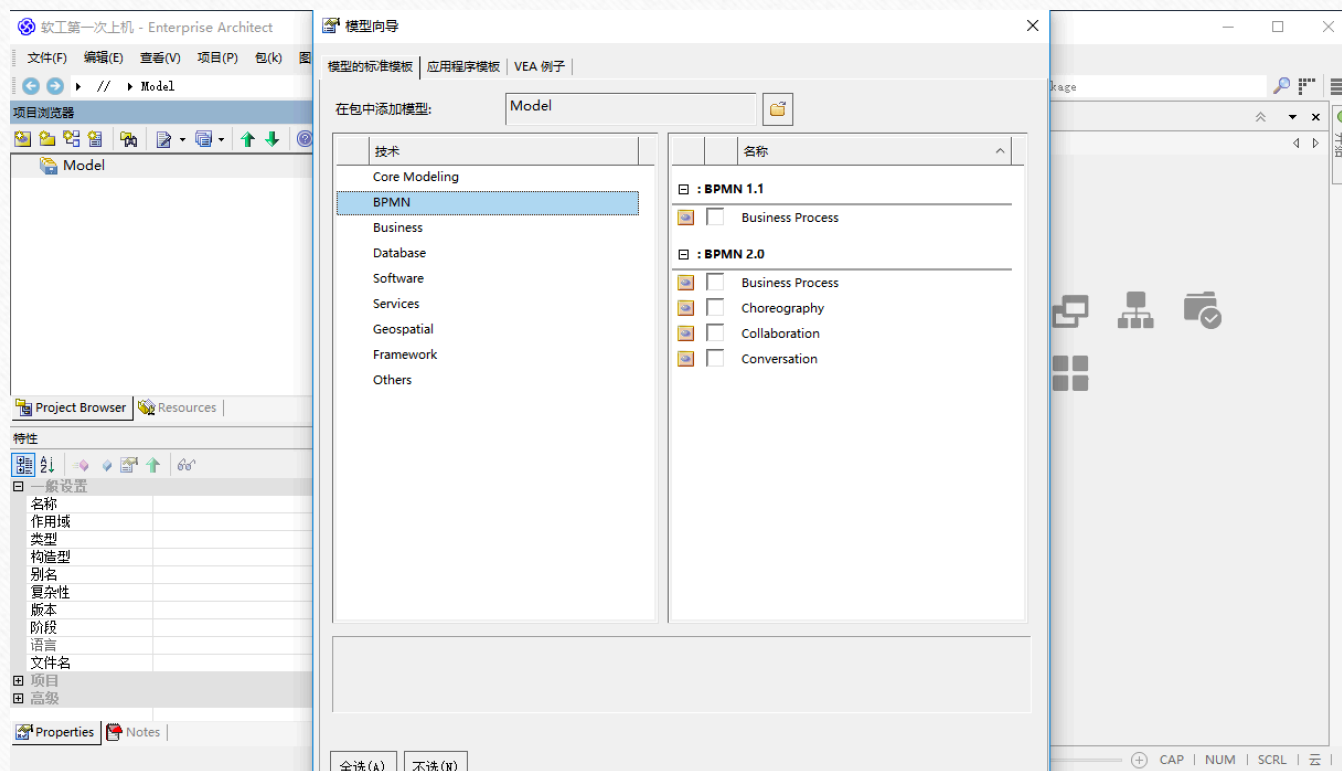 软工第一次上机 - Enterprise Architect
文件(F) 编辑(E) 查看(V) 项目(P) 包(k) 图
// Model
项目浏览器
Model
Project Browser Resources
特性
一般设置
名称
作用域
类型
构造型
别名
复杂性
版本
阶段
语言
文件名
项目
高级
Properties Notes
模型向导
模型的标准模板 应用程序模板 VEA 例子
在包中添加模型: Model
技术
Core Modeling
BPMN
Business
Database
Software
Services
Geospatial
Framework
Others
名称
: BPMN 1.1
Business Process
: BPMN 2.0
Business Process
Choreography
Collaboration
Conversation
全选(A) 不选(N)
CAP NUM SCRL 云